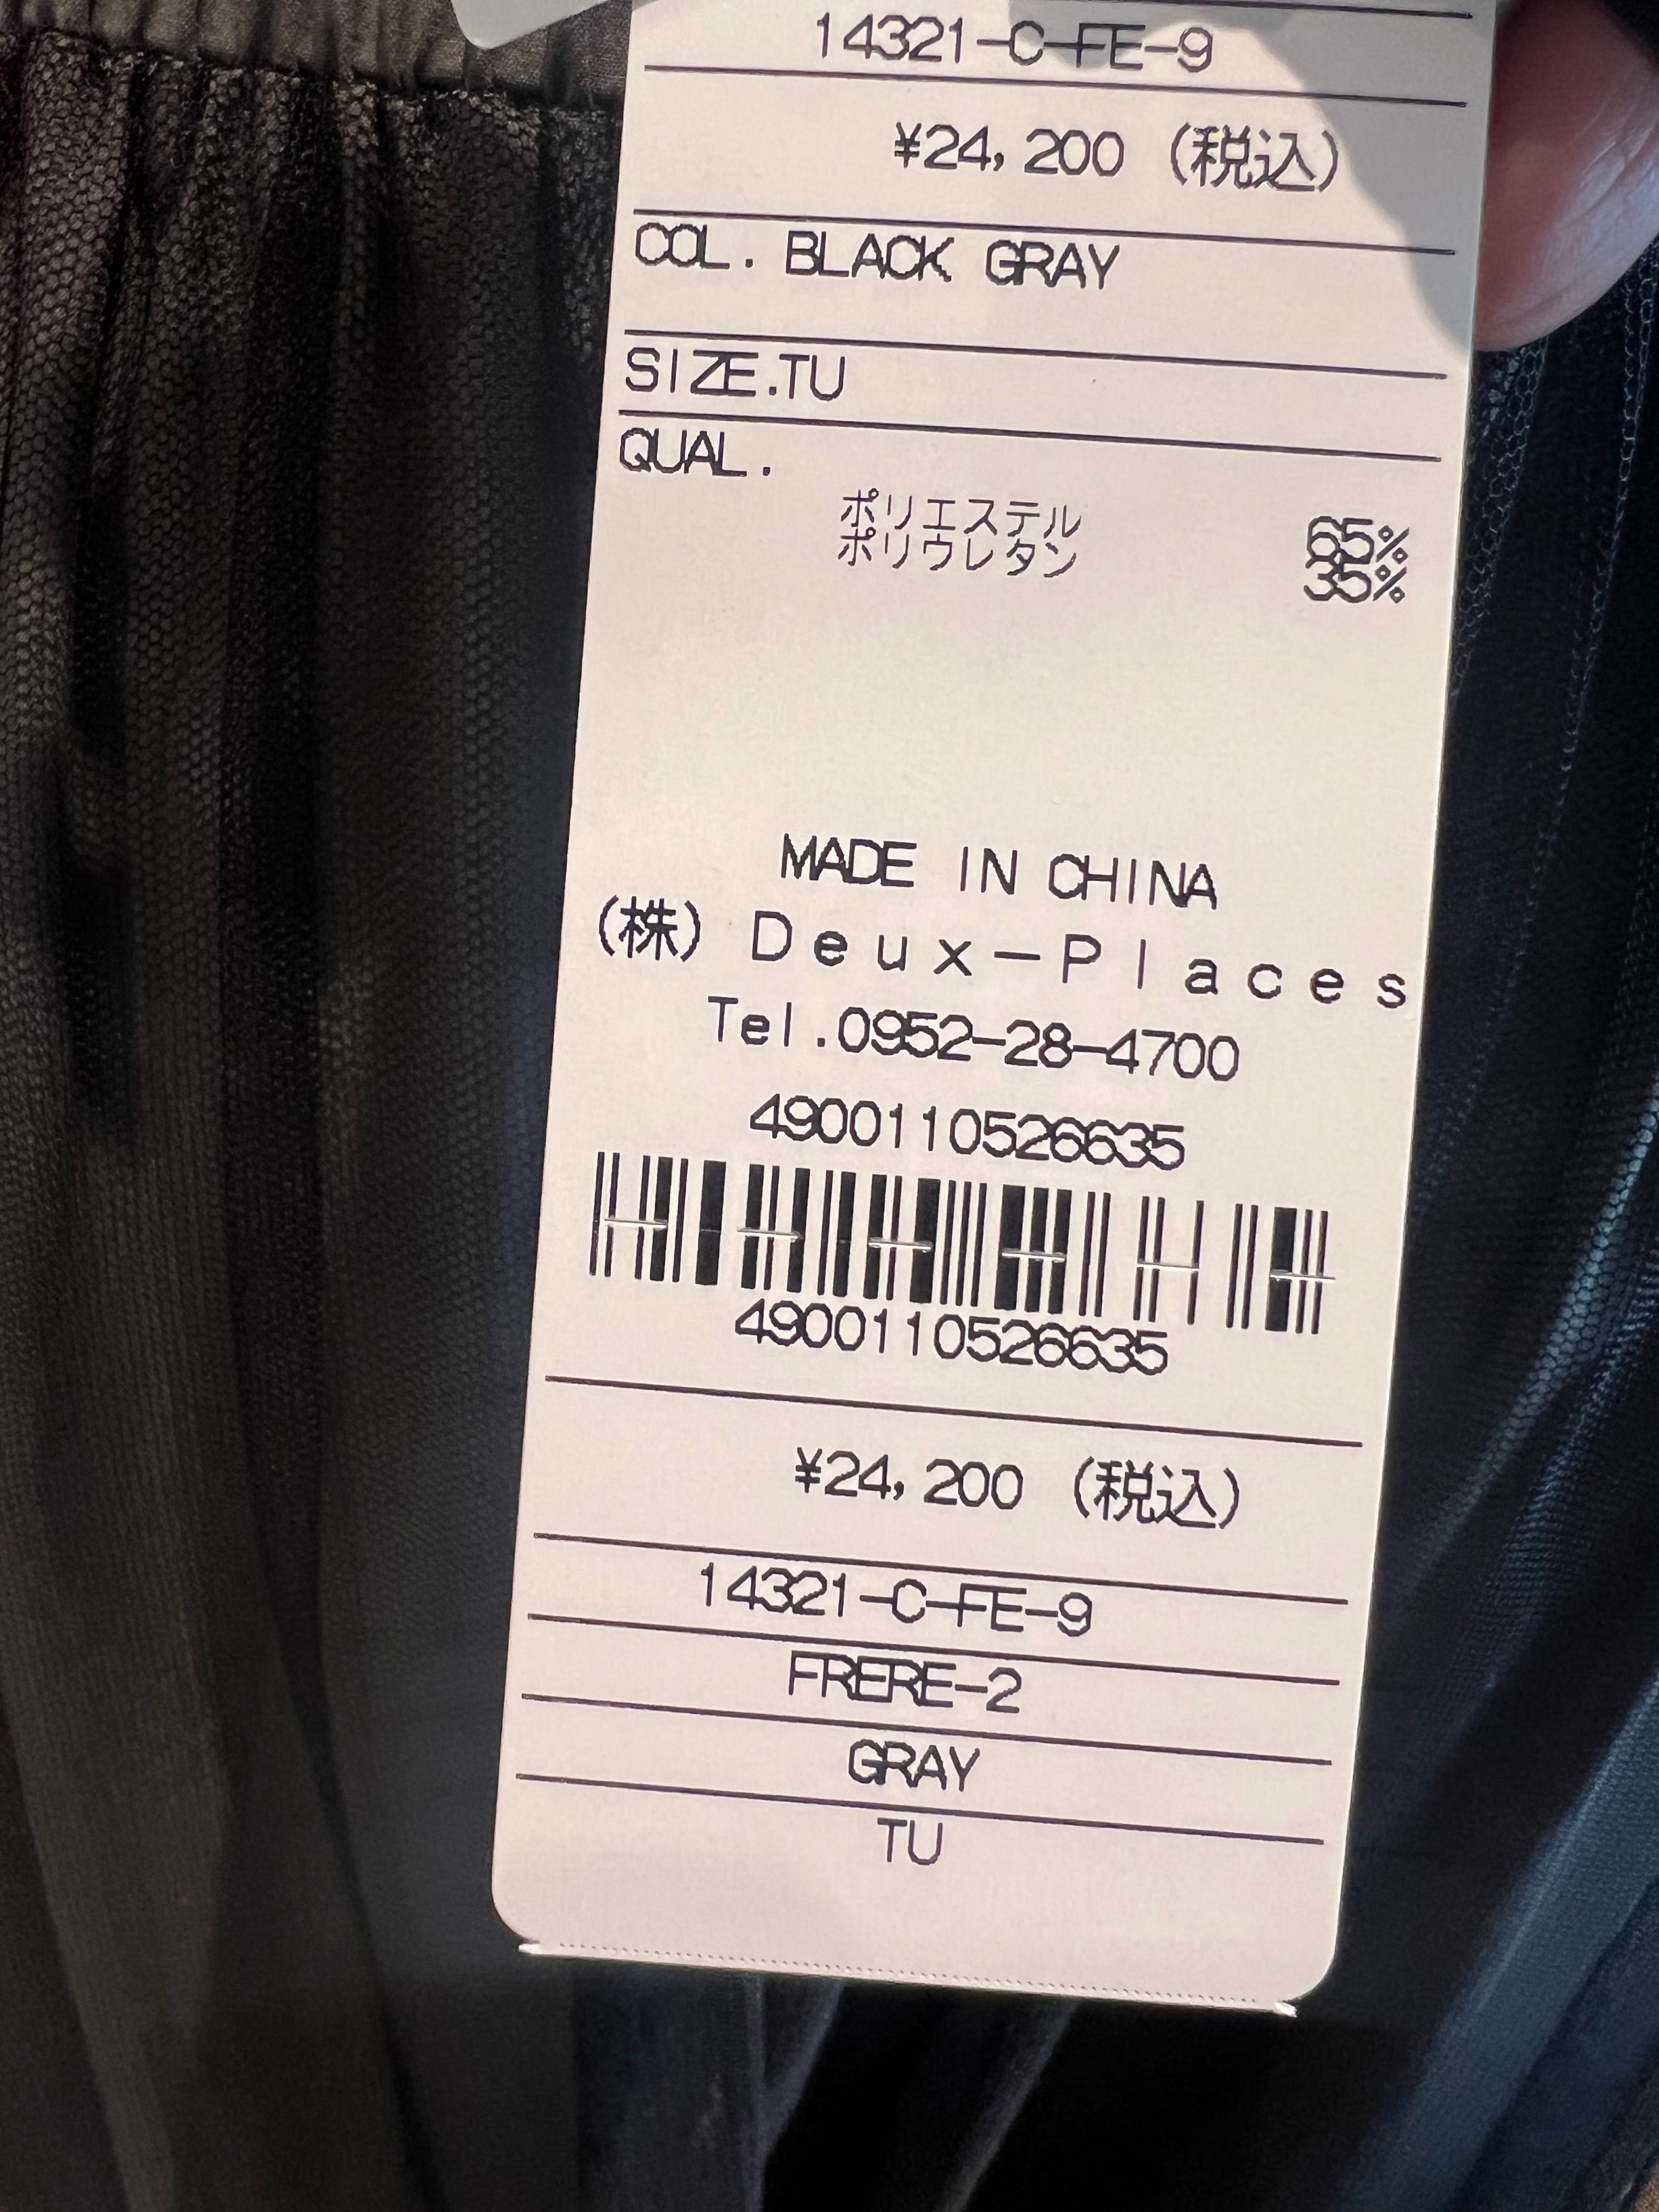 14321-C-FE-9
¥24,200 (税込)
COL. BLACK GRAY
SIZE.TU
QUAL.
ポリエステル 65%
ポリウレタン 35%
MADE IN CHINA
(株) Deux-Places
Tel.0952-28-4700
4900110526635
4900110526635
¥24,200 (税込)
14321-C-FE-9
FRERE-2
GRAY
TU